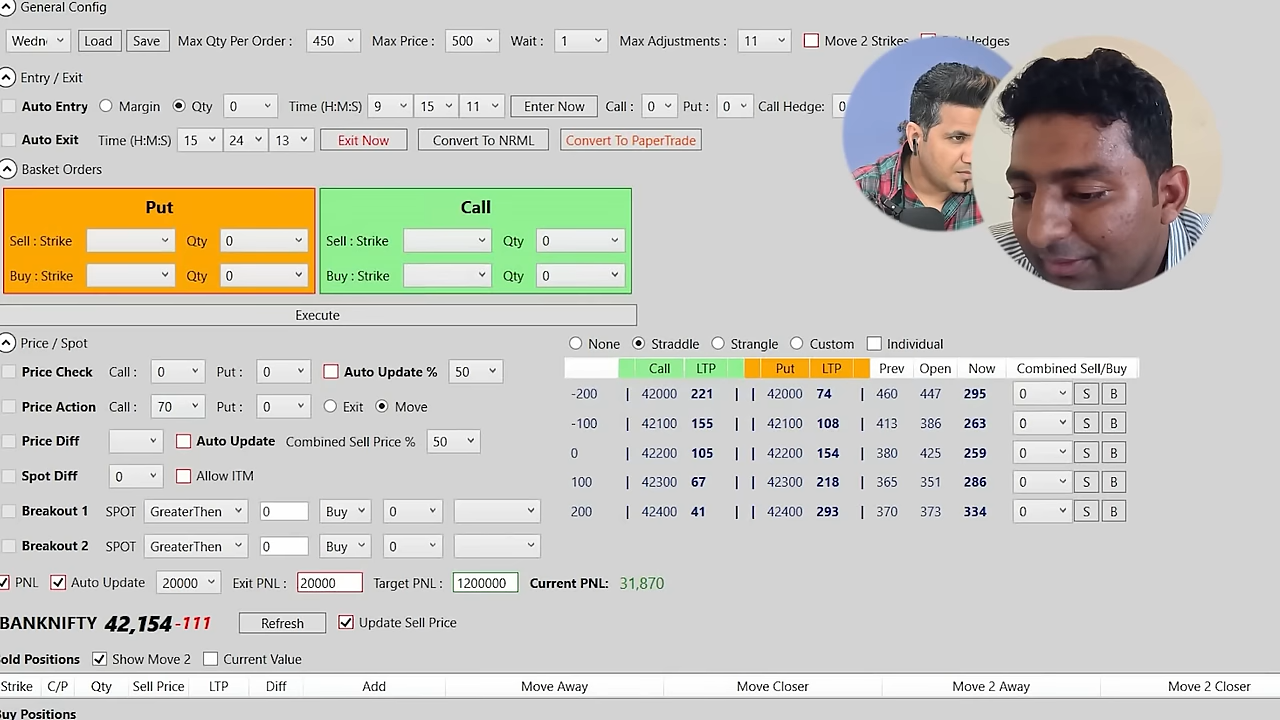 General Config
Wedn Load Save Max Qty Per Order : 450 Max Price : 500 Wait : 1 Max Adjustments : 11 Move 2 Strikes Hedges
Entry / Exit
Auto Entry Margin Qty 0 Time (H:M:S) 9 15 11 Enter Now Call : 0 Put : 0 Call Hedge: 0
Auto Exit Time (H:M:S) 15 24 13 Exit Now Convert To NRML Convert To PaperTrade
Basket Orders
Put Call
Sell : Strike Qty 0 Sell : Strike Qty 0
Buy : Strike Qty 0 Buy : Strike Qty 0
Execute
Price / Spot None Straddle Strangle Custom Individual
Call LTP Put LTP Prev Open Now Combined Sell/Buy
Price Check Call : 0 Put : 0 Auto Update % 50
-200 | 42000 221 | | 42000 74 | 460 447 295 0 S B
Price Action Call : 70 Put : 0 Exit Move
-100 | 42100 155 | | 42100 108 | 413 386 263 0 S B
Price Diff Auto Update Combined Sell Price % 50
0 | 42200 105 | | 42200 154 | 380 425 259 0 S B
Spot Diff 0 Allow ITM
100 | 42300 67 | | 42300 218 | 365 351 286 0 S B
Breakout 1 SPOT GreaterThen 0 Buy 0
200 | 42400 41 | | 42400 293 | 370 373 334 0 S B
Breakout 2 SPOT GreaterThen 0 Buy 0
PNL Auto Update 20000 Exit PNL : 20000 Target PNL : 1200000 Current PNL: 31,870
BANKNIFTY 42,154 -111 Refresh Update Sell Price
old Positions Show Move 2 Current Value
Strike C/P Qty Sell Price LTP Diff Add Move Away Move Closer Move 2 Away Move 2 Closer
Buy Positions